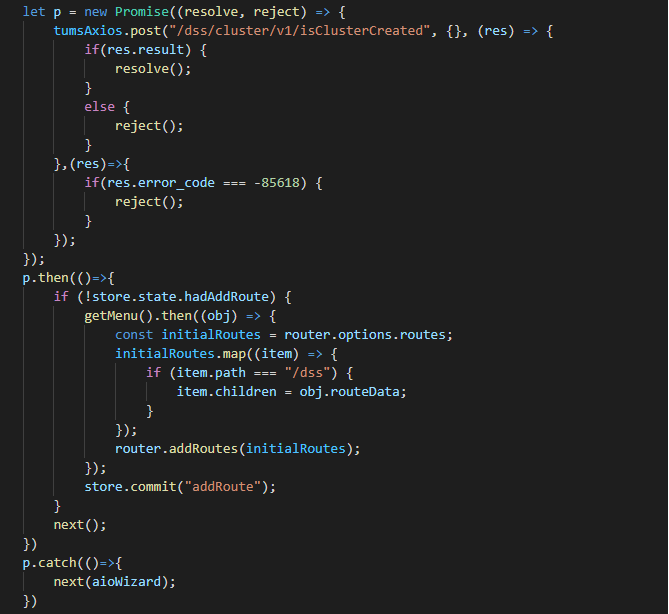 let p = new Promise((resolve, reject) => {
    tumsAxios.post("/dss/cluster/v1/isClusterCreated", {}, (res) => {
        if(res.result) {
            resolve();
        }
        else {
            reject();
        }
    },(res)=>{
        if(res.error_code === -85618) {
            reject();
        }
    });
});
p.then(()=>{
    if (!store.state.hadAddRoute) {
        getMenu().then((obj) => {
            const initialRoutes = router.options.routes;
            initialRoutes.map((item) => {
                if (item.path === "/dss") {
                    item.children = obj.routeData;
                }
            });
            router.addRoutes(initialRoutes);
        });
        store.commit("addRoute");
    }
    next();
})
p.catch(()=>{
    next(aioWizard);
})